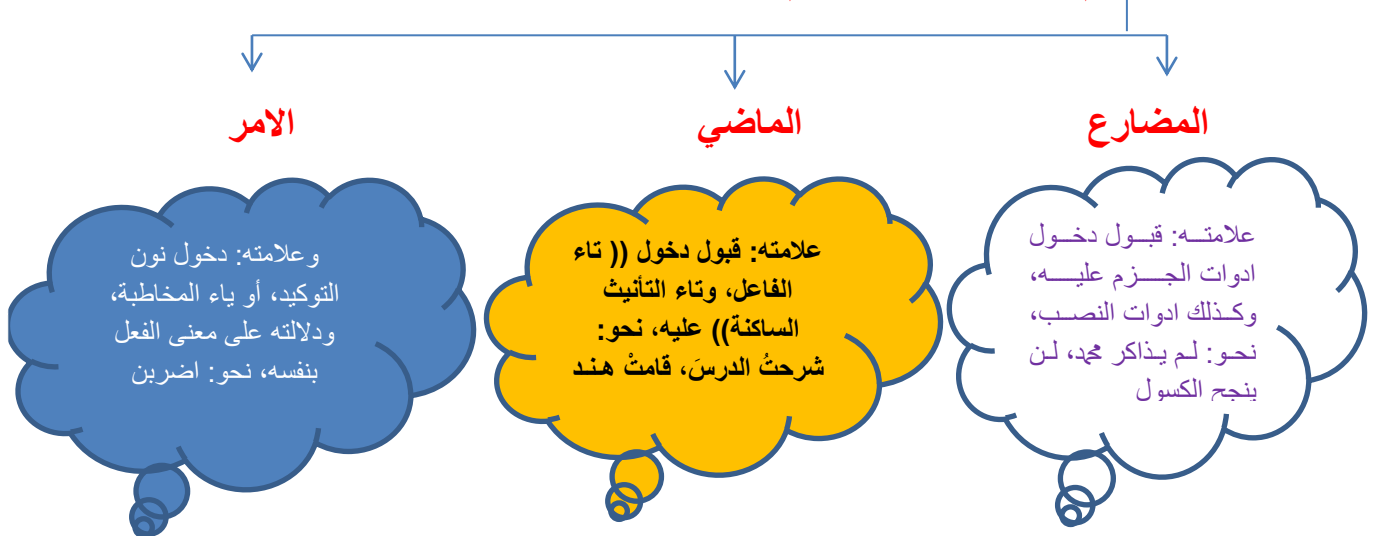 المضارع
الماضي
الامر
علامته: قبول دخول
ادوات الجزم عليه،
وكذلك ادوات النصب،
نحو: لم يذاكر محمد، لن
ينجح الكسول
علامته: قبول دخول (( تاء
الفاعل، وتاء التأنيث
الساكنة)) عليه، نحو:
شرحتُ الدرسَ، قامتْ هند
وعلامته: دخول نون
التوكيد، أو ياء المخاطبة،
ودلالته على معنى الفعل
بنفسه، نحو: اضربن